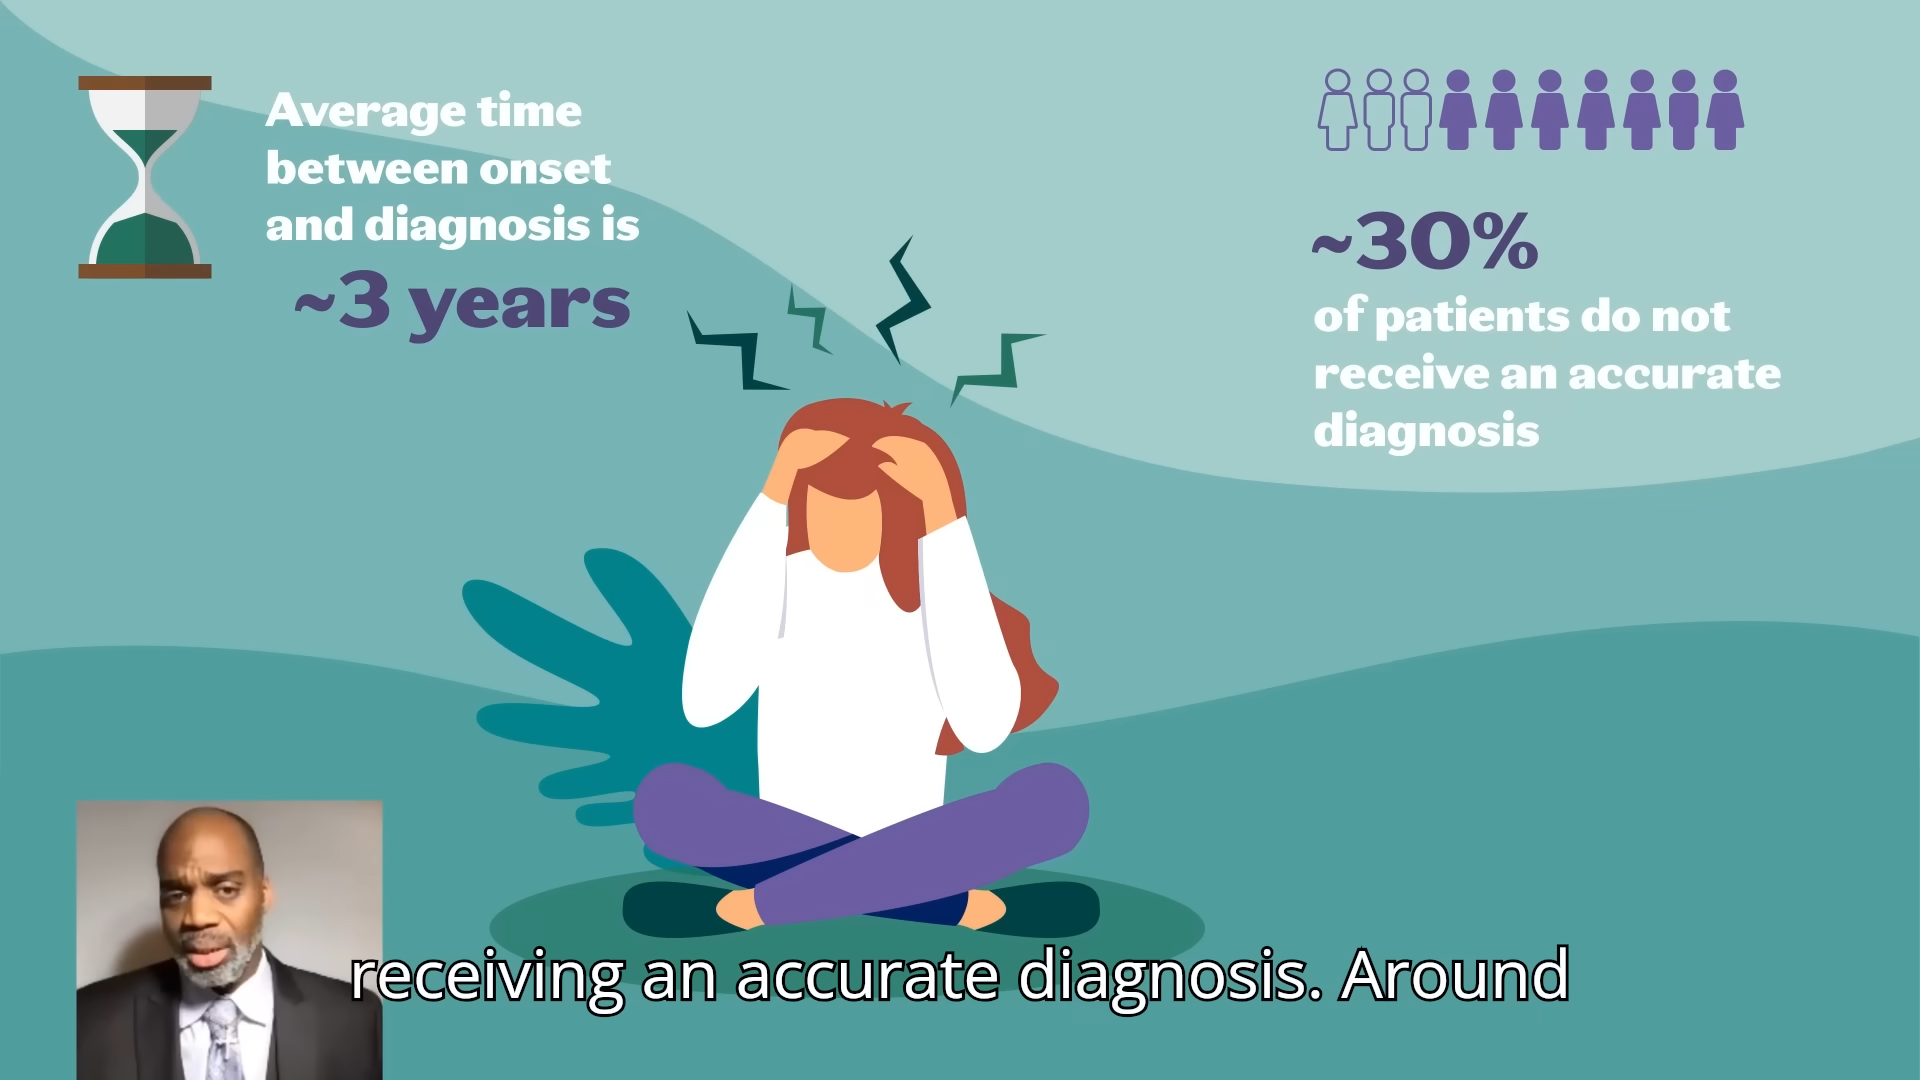 Average time
between onset
and diagnosis is
~3 years
~30%
of patients do not
receive an accurate
diagnosis
receiving an accurate diagnosis. Around